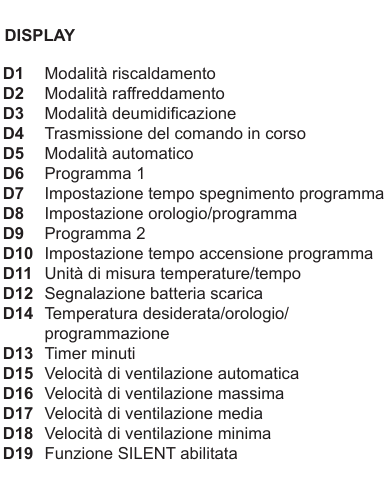 DISPLAY
D1 Modalità riscaldamento
D2 Modalità raffreddamento
D3 Modalità deumidificazione
D4 Trasmissione del comando in corso
D5 Modalità automatico
D6 Programma 1
D7 Impostazione tempo spegnimento programma
D8 Impostazione orologio/programma
D9 Programma 2
D10 Impostazione tempo accensione programma
D11 Unità di misura temperature/tempo
D12 Segnalazione batteria scarica
D14 Temperatura desiderata/orologio/
programmazione
D13 Timer minuti
D15 Velocità di ventilazione automatica
D16 Velocità di ventilazione massima
D17 Velocità di ventilazione media
D18 Velocità di ventilazione minima
D19 Funzione SILENT abilitata